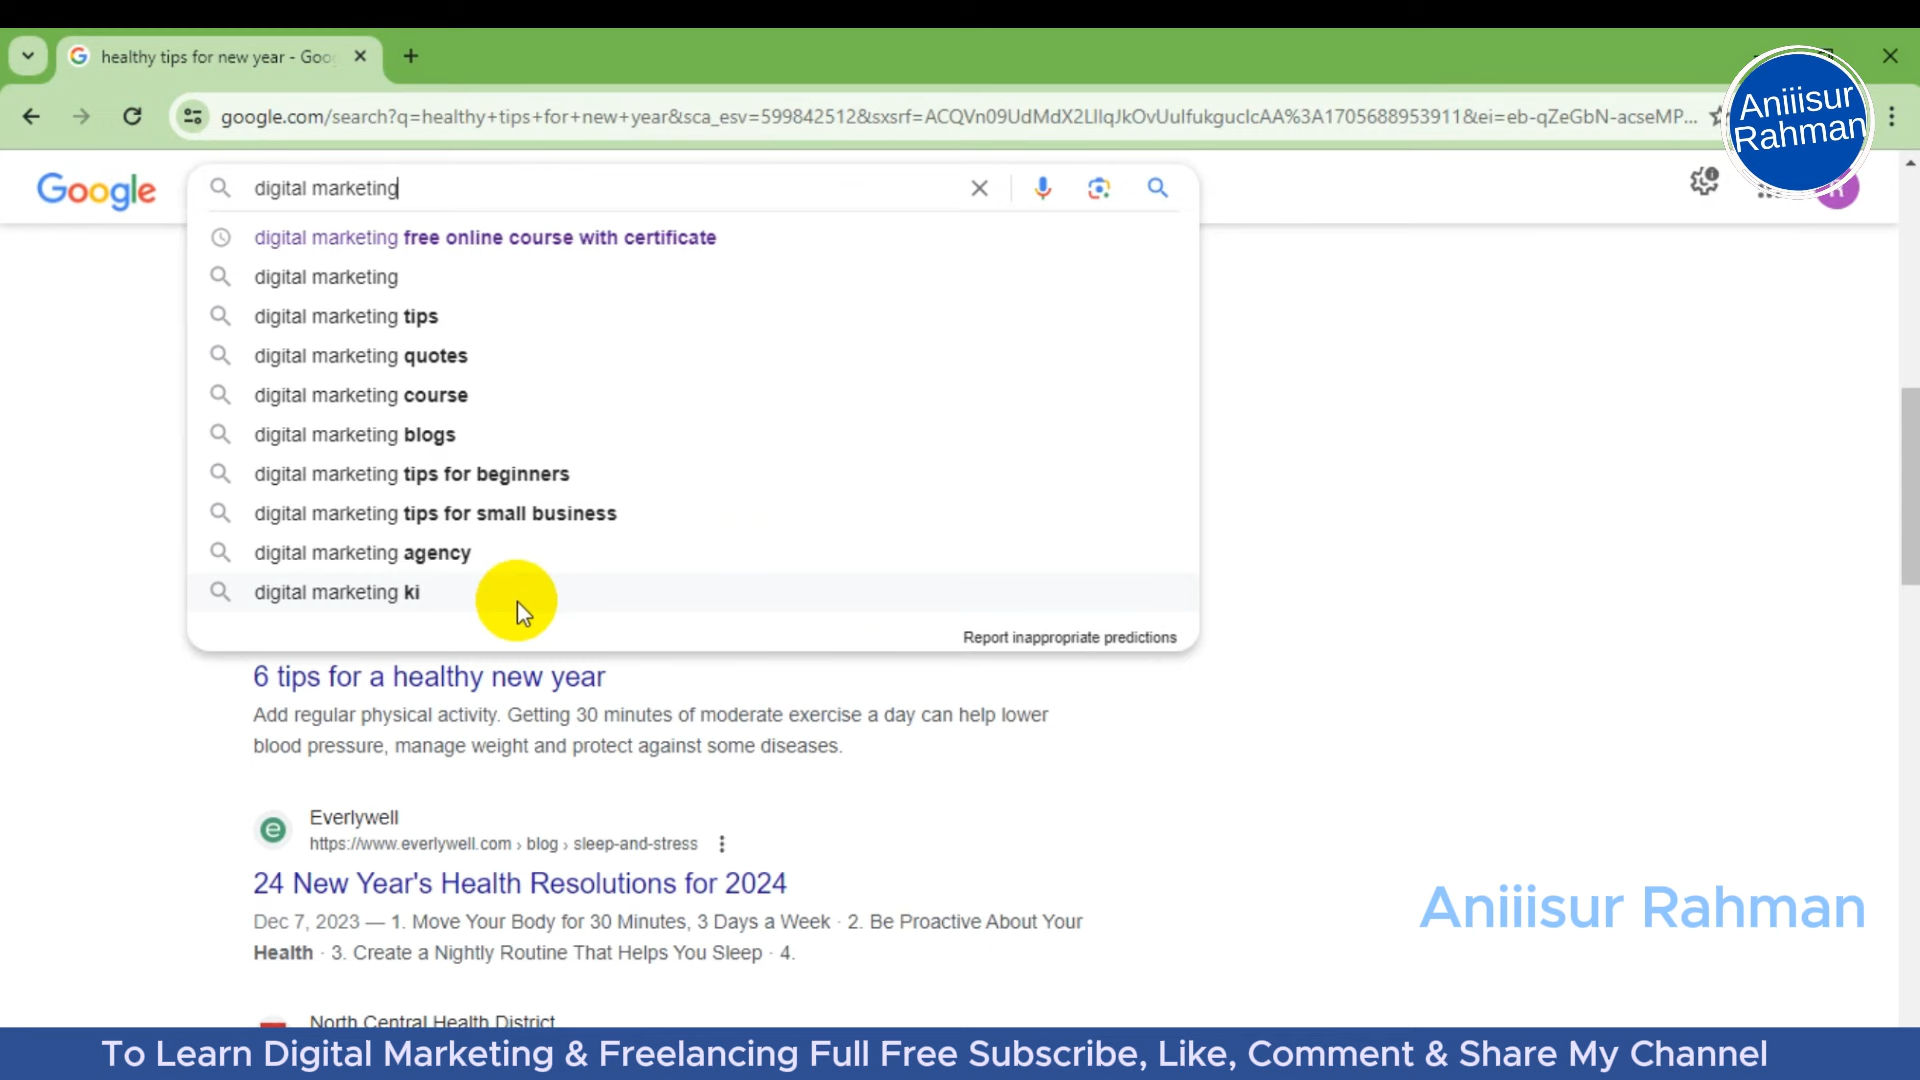 healthy tips for new year - Goo
google.com/search?q=healthy+tips+for+new+year&sca_esv=599842512&sxsrf=ACQVn09UdMdX2LlIqJkOvUuIfukguclcAA%3A1705688953911&ei=eb-qZeGbN-acseMP...
Aniiisur
Rahman
Google
digital marketing
digital marketing free online course with certificate
digital marketing
digital marketing tips
digital marketing quotes
digital marketing course
digital marketing blogs
digital marketing tips for beginners
digital marketing tips for small business
digital marketing agency
digital marketing ki
Report inappropriate predictions
6 tips for a healthy new year
Add regular physical activity. Getting 30 minutes of moderate exercise a day can help lower
blood pressure, manage weight and protect against some diseases.
Everlywell
https://www.everlywell.com › blog › sleep-and-stress
24 New Year's Health Resolutions for 2024
Dec 7, 2023 — 1. Move Your Body for 30 Minutes, 3 Days a Week · 2. Be Proactive About Your
Health · 3. Create a Nightly Routine That Helps You Sleep · 4.
Aniiisur Rahman
North Central Health District
To Learn Digital Marketing & Freelancing Full Free Subscribe, Like, Comment & Share My Channel